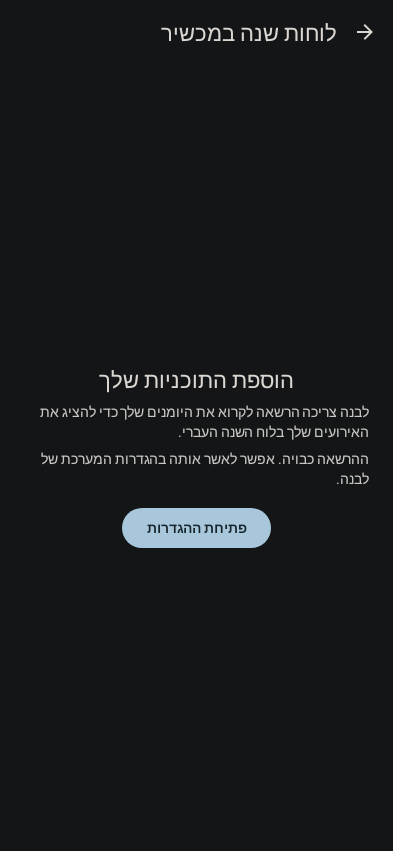 לוחות שנה במכשיר
הוספת התוכניות שלך
לבנה צריכה הרשאה לקרוא את היומנים שלך כדי להציג את
האירועים שלך בלוח השנה העברי.
ההרשאה כבויה. אפשר לאשר אותה בהגדרות המערכת של
לבנה.
פתיחת ההגדרות